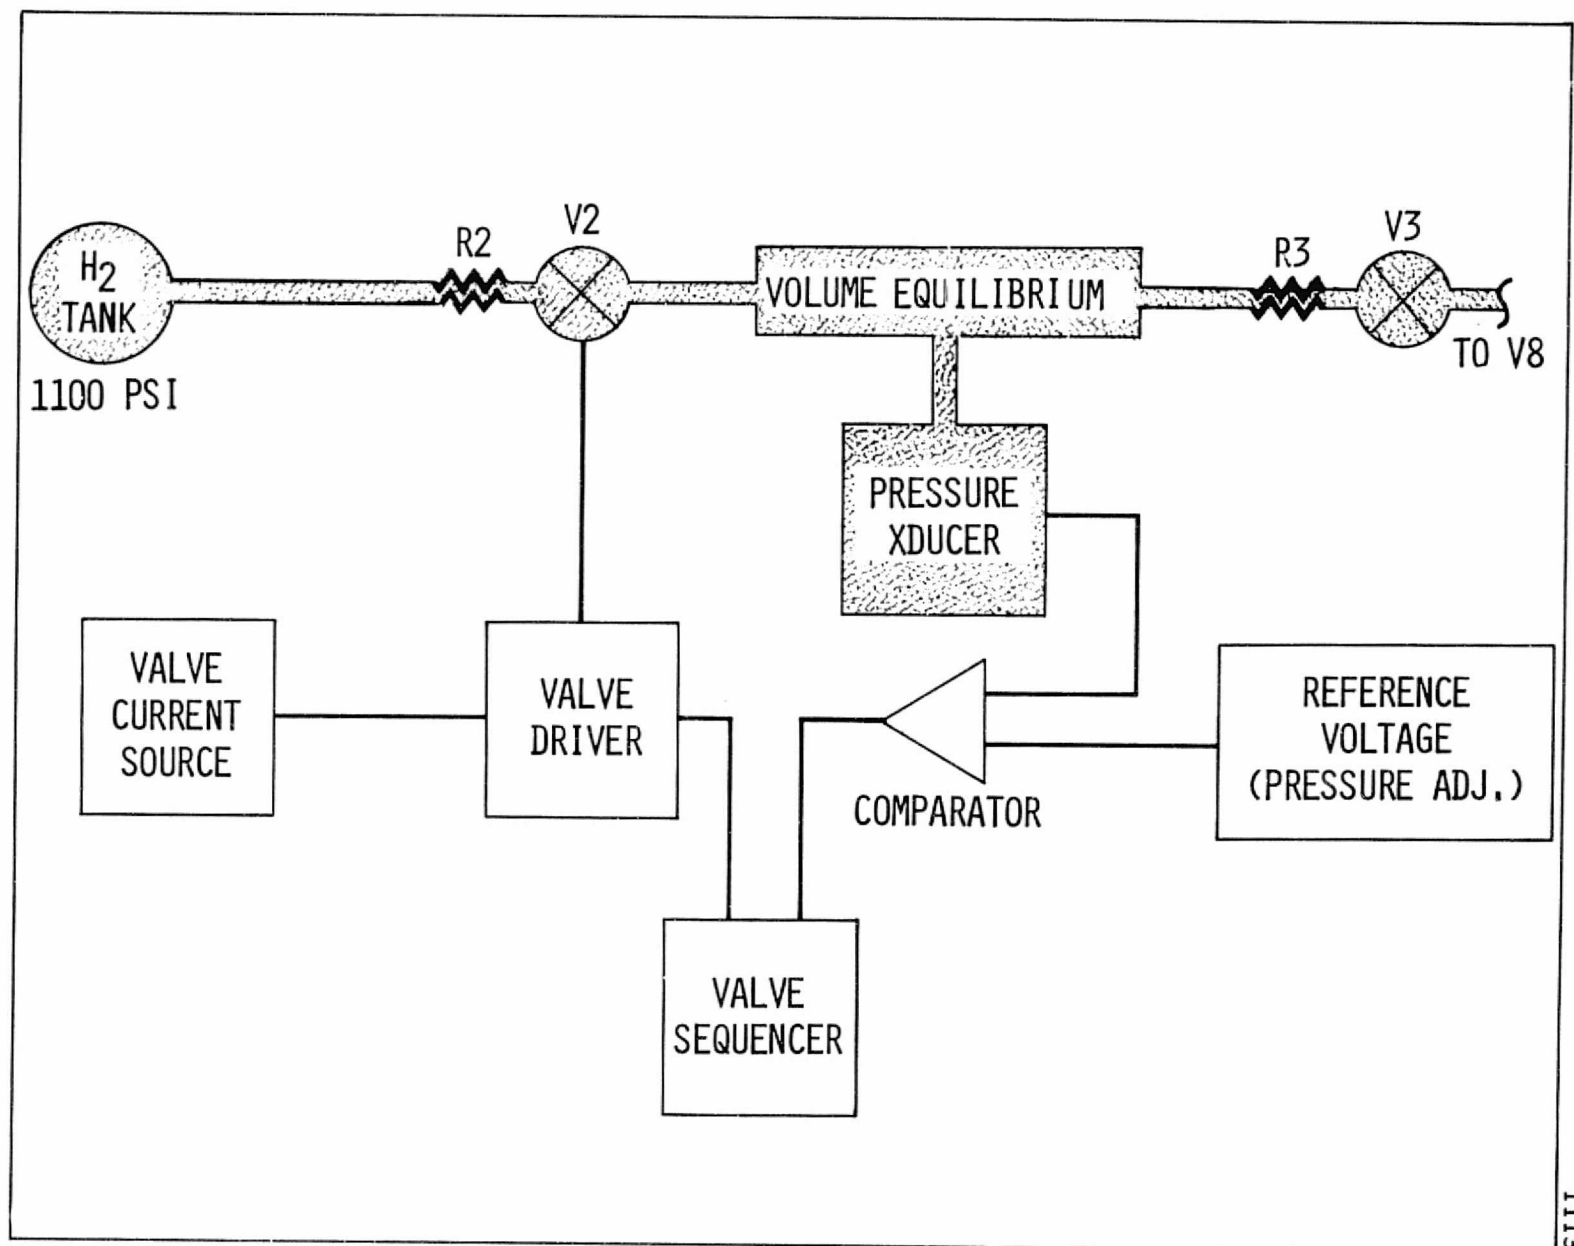 V2
V3
R2
R3
H2
TANK
VOLUME EQUILIBRIUM
TO V8
1100 PSI
PRESSURE
XDUCER
VALVE
CURRENT
SOURCE
VALVE
DRIVER
REFERENCE
VOLTAGE
(PRESSURE ADJ.)
COMPARATOR
VALVE
SEQUENCER